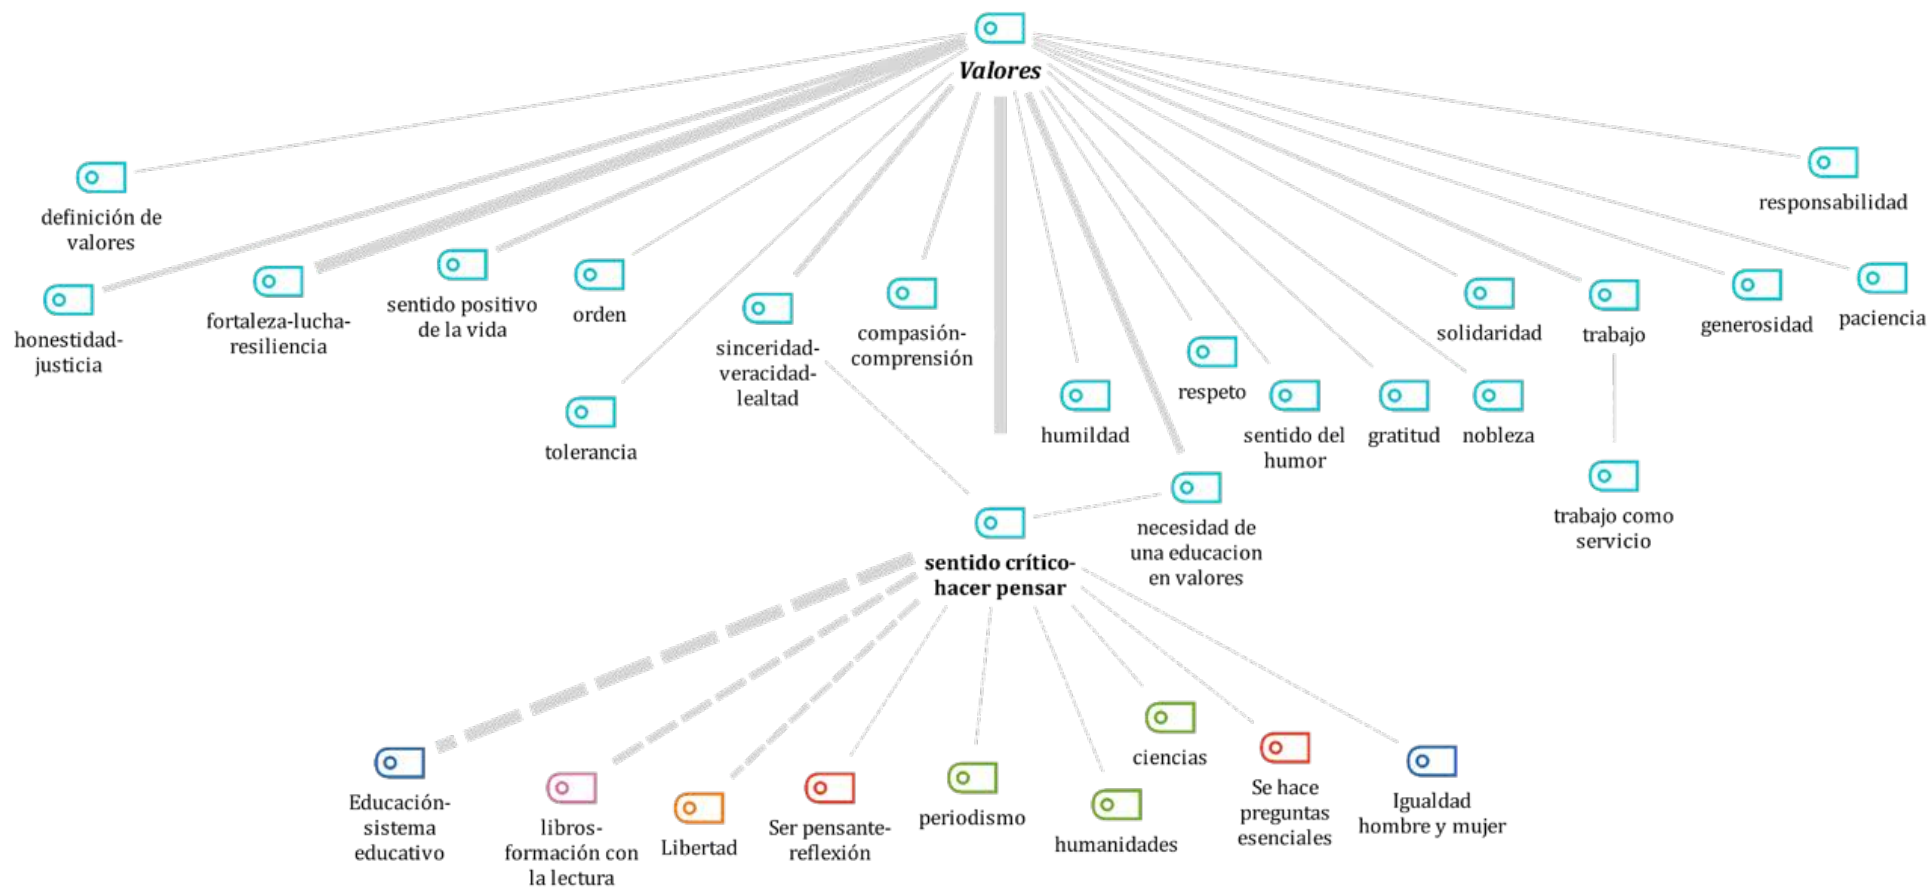 Valores
definición de
valores
responsabilidad
honestidad-
justicia
fortaleza-lucha-
resiliencia
sentido positivo
de la vida
orden
tolerancia
sinceridad-
veracidad-
lealtad
compasión-
comprensión
humildad
respeto
sentido del
humor
gratitud
nobleza
solidaridad
trabajo
generosidad
paciencia
trabajo como
servicio
necesidad de
una educacion
en valores
sentido crítico-
hacer pensar
Educación-
sistema
educativo
libros-
formación con
la lectura
Libertad
Ser pensante-
reflexión
periodismo
humanidades
ciencias
Se hace
preguntas
esenciales
Igualdad
hombre y mujer